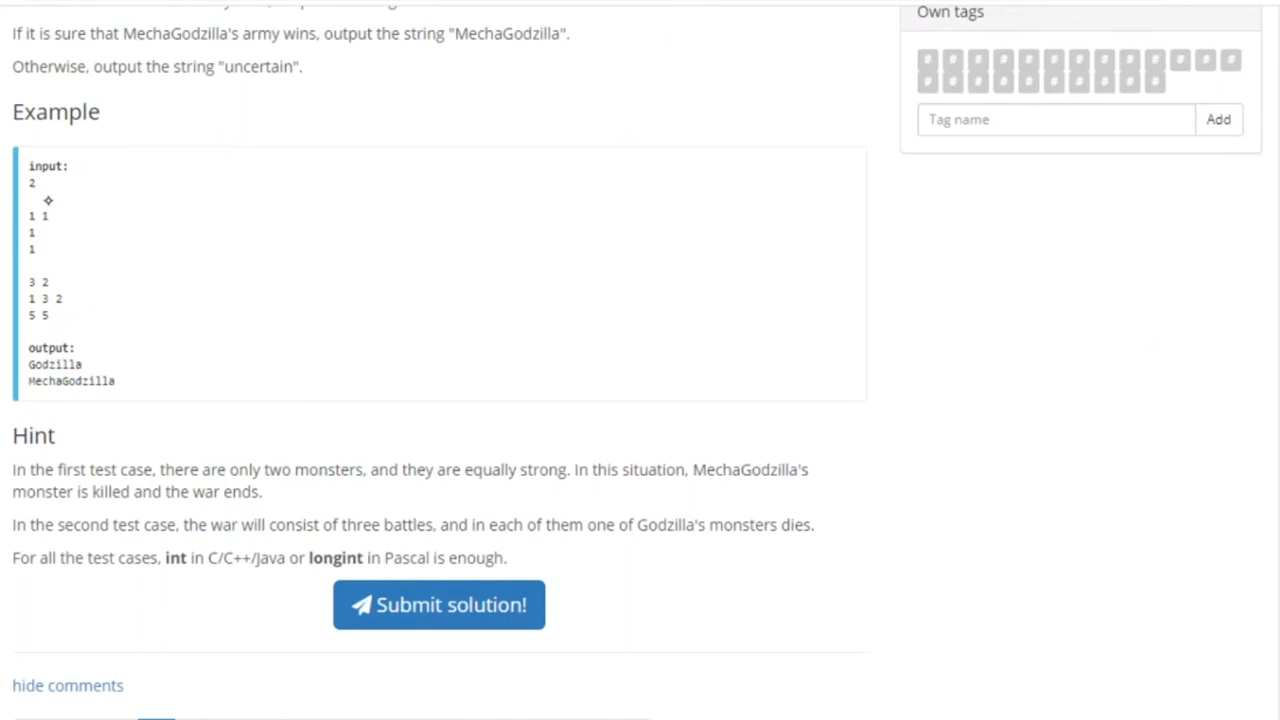 If it is sure that MechaGodzilla's army wins, output the string "MechaGodzilla".
Otherwise, output the string "uncertain".
Example
input:
2
1 1
1
1
3 2
1 3 2
5 5
output:
Godzilla
MechaGodzilla
Hint
In the first test case, there are only two monsters, and they are equally strong. In this situation, MechaGodzilla's
monster is killed and the war ends.
In the second test case, the war will consist of three battles, and in each of them one of Godzilla's monsters dies.
For all the test cases, int in C/C++/Java or longint in Pascal is enough.
Submit solution!
hide comments
Own tags
# # # # # # # # # # # # #
# # # # # # # # # #
Tag name
Add